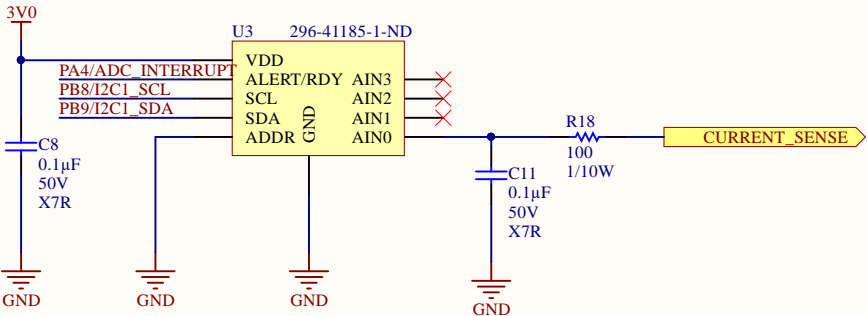 3V0
U3 296-41185-1-ND
VDD
PA4/ADC_INTERRUPT ALERT/RDY AIN3
PB8/I2C1_SCL SCL AIN2
PB9/I2C1_SDA SDA AIN1
ADDR GND AIN0
R18 CURRENT_SENSE
100
1/10W
C8
0.1µF
50V
X7R
C11
0.1µF
50V
X7R
GND GND GND GND